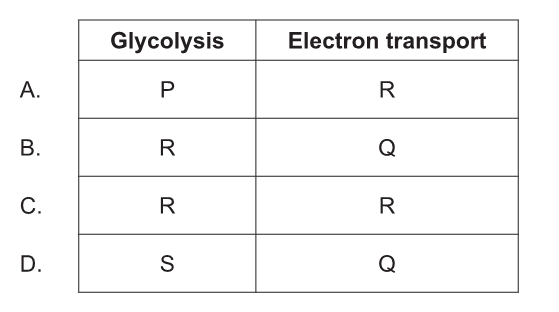 Glycolysis Electron transport
A. P R
B. R Q
C. R R
D. S Q